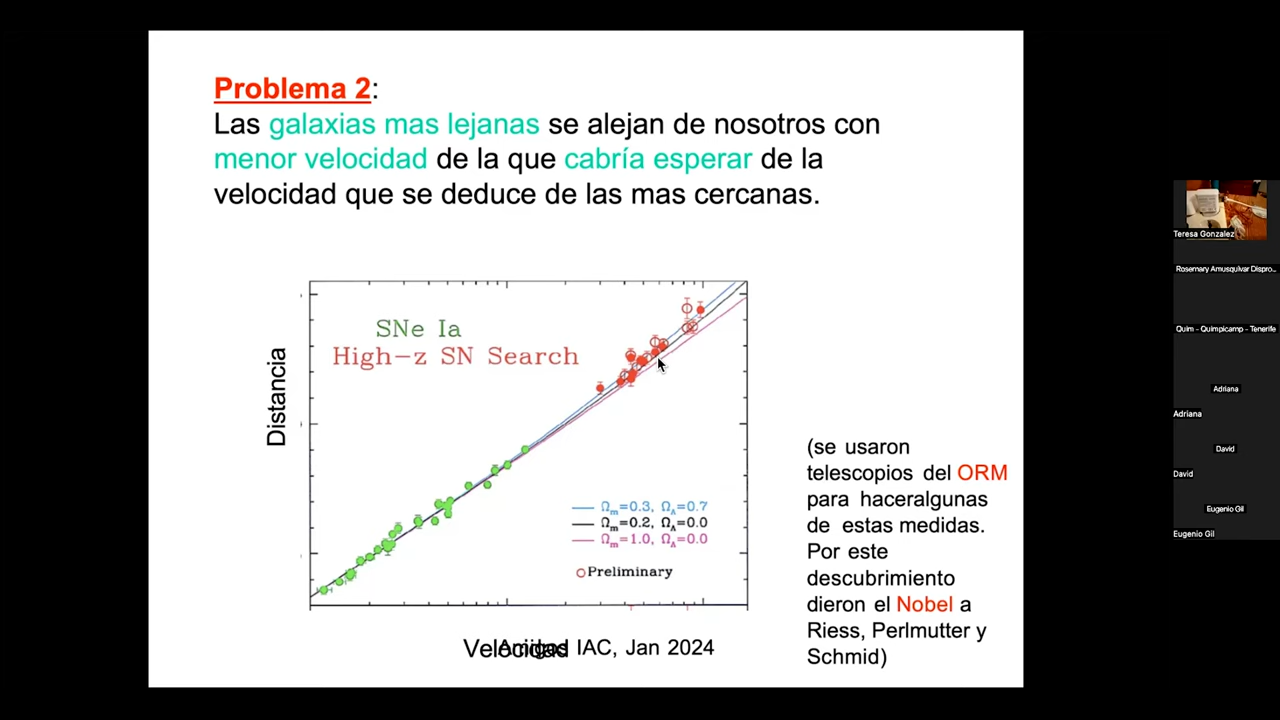 Problema 2:
Las galaxias mas lejanas se alejan de nosotros con
menor velocidad de la que cabría esperar de la
velocidad que se deduce de las mas cercanas.
Distancia
SNe Ia
High-z SN Search
Ωm=0.3, ΩΛ=0.7
Ωm=0.2, ΩΛ=0.0
Ωm=1.0, ΩΛ=0.0
Preliminary
Velocidad
Amigos IAC, Jan 2024
(se usaron
telescopios del ORM
para haceralgunas
de estas medidas.
Por este
descubrimiento
dieron el Nobel a
Riess, Perlmutter y
Schmid)
Teresa Gonzalez
Rosemary Amusquívar Dispro...
Quim - Quimpicamp - Tenerife
Adriana
Adriana
David
David
Eugenio Gil
Eugenio Gil